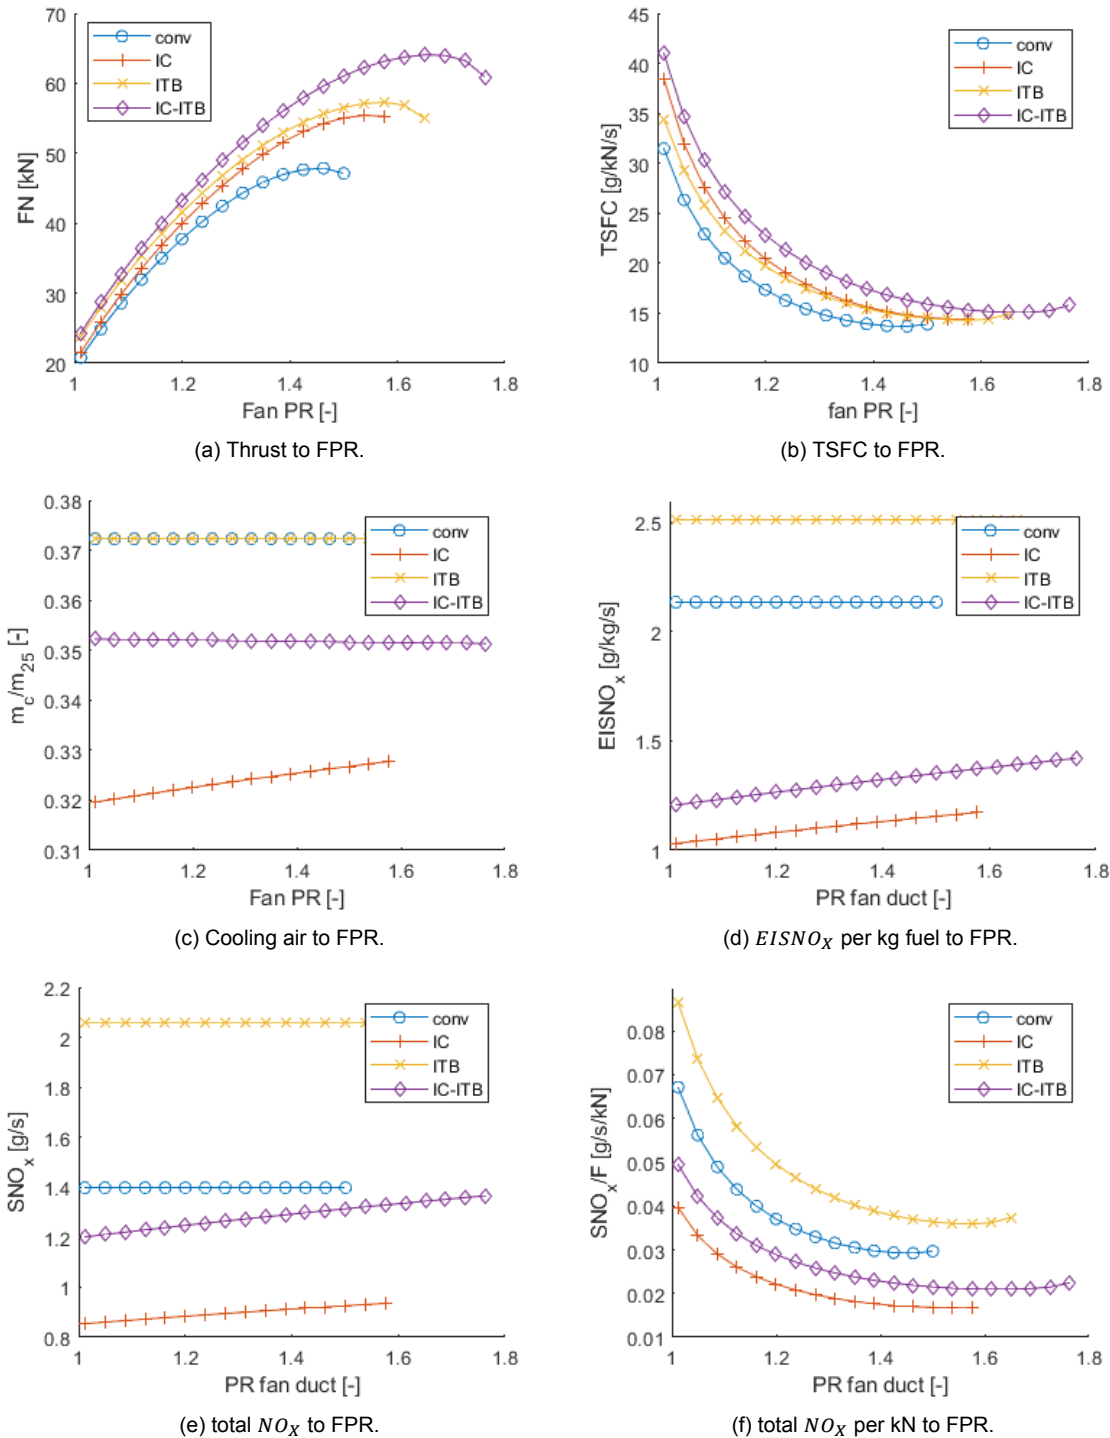 70
60
50
40
30
20
FN [kN]
conv
IC
ITB
IC-ITB
1
1.2
1.4
1.6
1.8
Fan PR [-]
(a) Thrust to FPR.
45
40
35
30
25
20
15
10
TSFC [g/kN/s]
conv
IC
ITB
IC-ITB
1
1.2
1.4
1.6
1.8
fan PR [-]
(b) TSFC to FPR.
0.38
0.37
0.36
0.35
0.34
0.33
0.32
0.31
m_c/m_25 [-]
conv
IC
ITB
IC-ITB
1
1.2
1.4
1.6
1.8
Fan PR [-]
(c) Cooling air to FPR.
2.5
2
1.5
1
EISNO_x [g/kg/s]
conv
IC
ITB
IC-ITB
1
1.2
1.4
1.6
1.8
PR fan duct [-]
(d) EISNO_X per kg fuel to FPR.
2.2
2
1.8
1.6
1.4
1.2
1
0.8
SNO_x [g/s]
conv
IC
ITB
IC-ITB
1
1.2
1.4
1.6
1.8
PR fan duct [-]
(e) total NO_X to FPR.
0.08
0.07
0.06
0.05
0.04
0.03
0.02
0.01
SNO_x/F [g/s/kN]
conv
IC
ITB
IC-ITB
1
1.2
1.4
1.6
1.8
PR fan duct [-]
(f) total NO_X per kN to FPR.